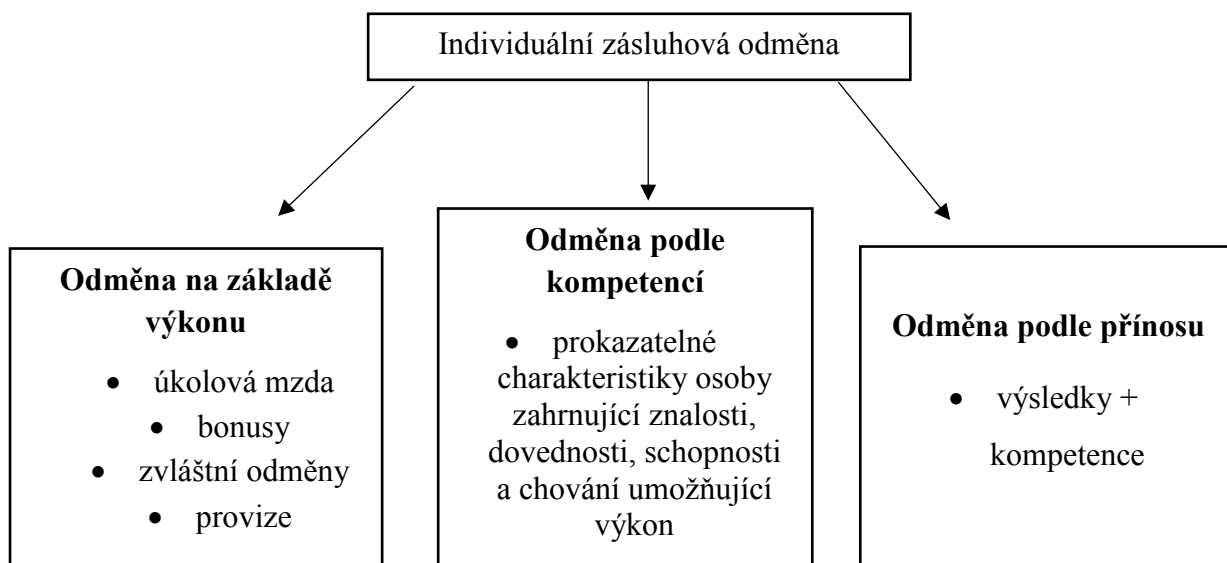 Individuální zásluhová odměna
Odměna na základě
výkonu
• úkolová mzda
• bonusy
• zvláštní odměny
• provize
Odměna podle
kompetencí
• prokazatelné
charakteristiky osoby
zahrnující znalosti,
dovednosti, schopnosti
a chování umožňující
výkon
Odměna podle přínosu
• výsledky +
kompetence